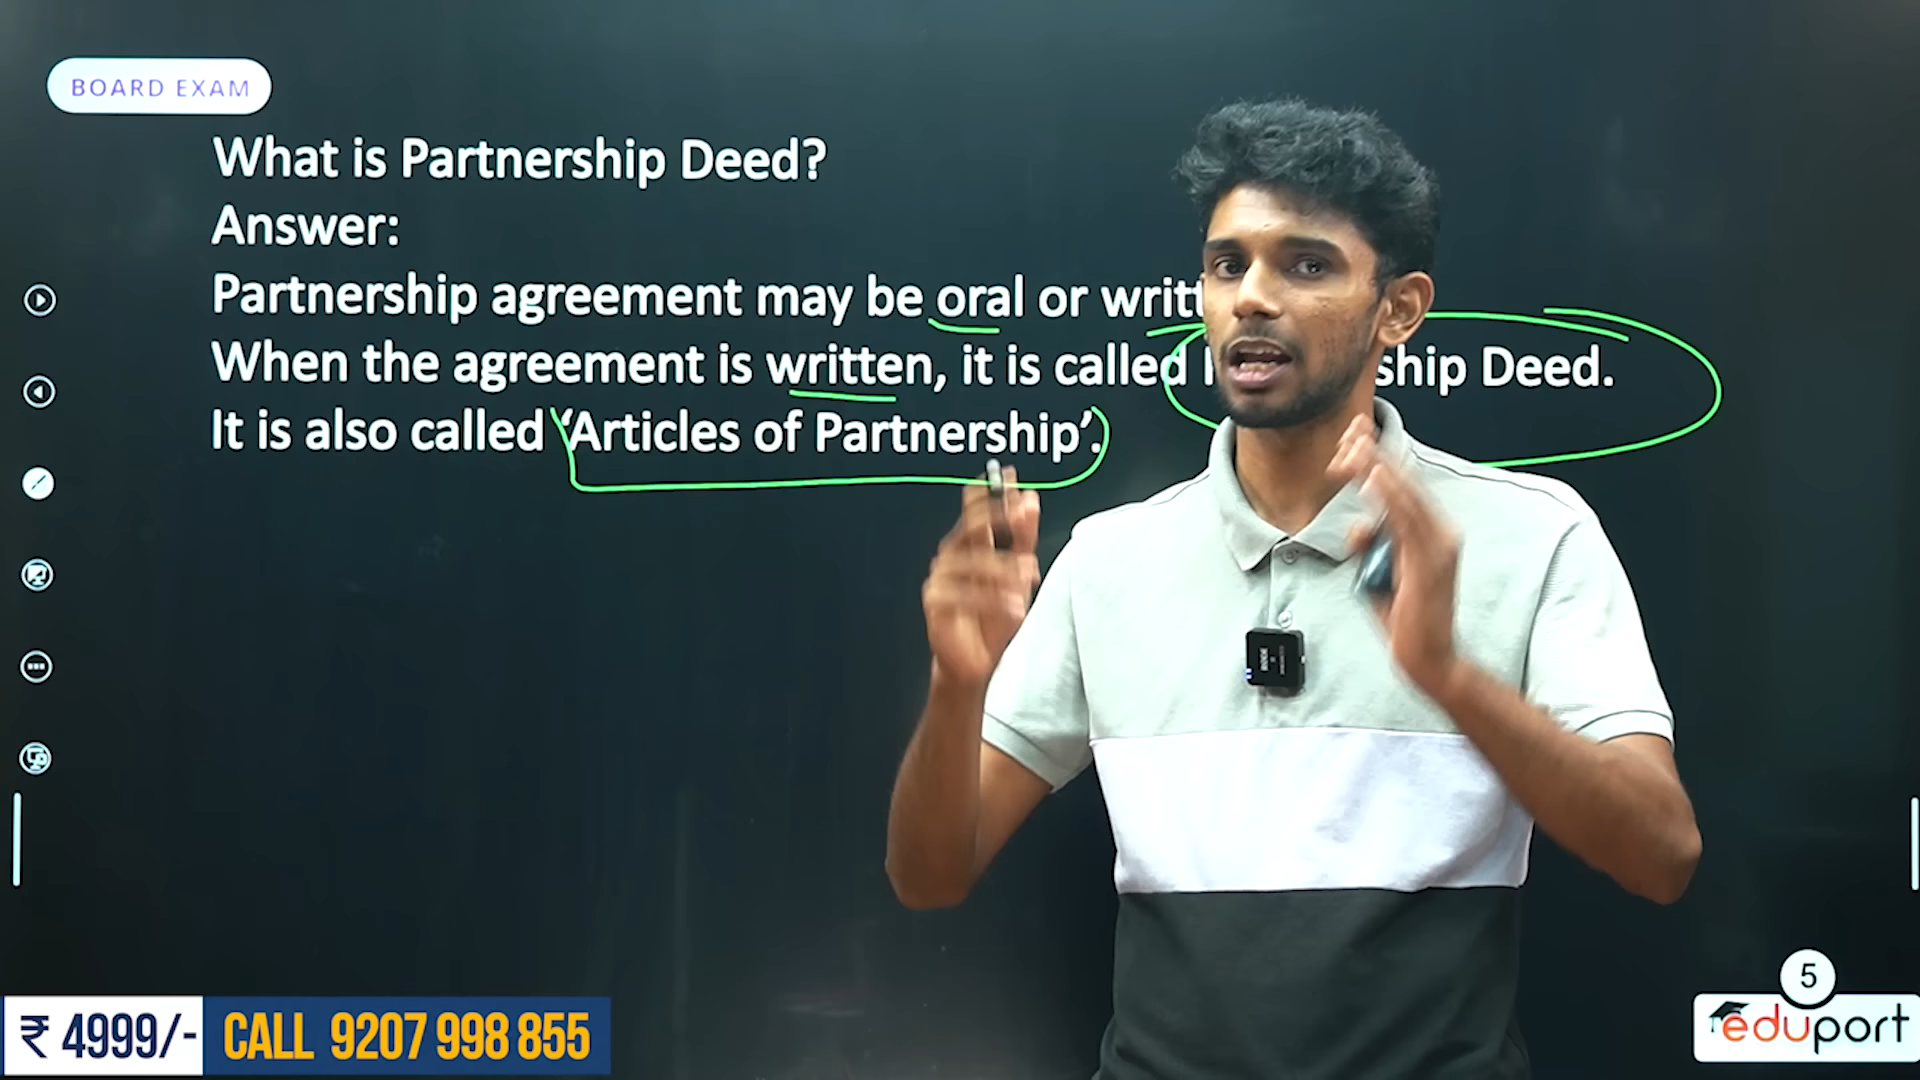 BOARD EXAM
What is Partnership Deed?
Answer:
Partnership agreement may be oral or writt
When the agreement is written, it is called ship Deed.
It is also called ‘Articles of Partnership’.
5
₹ 4999/- CALL 9207 998 855
eduport